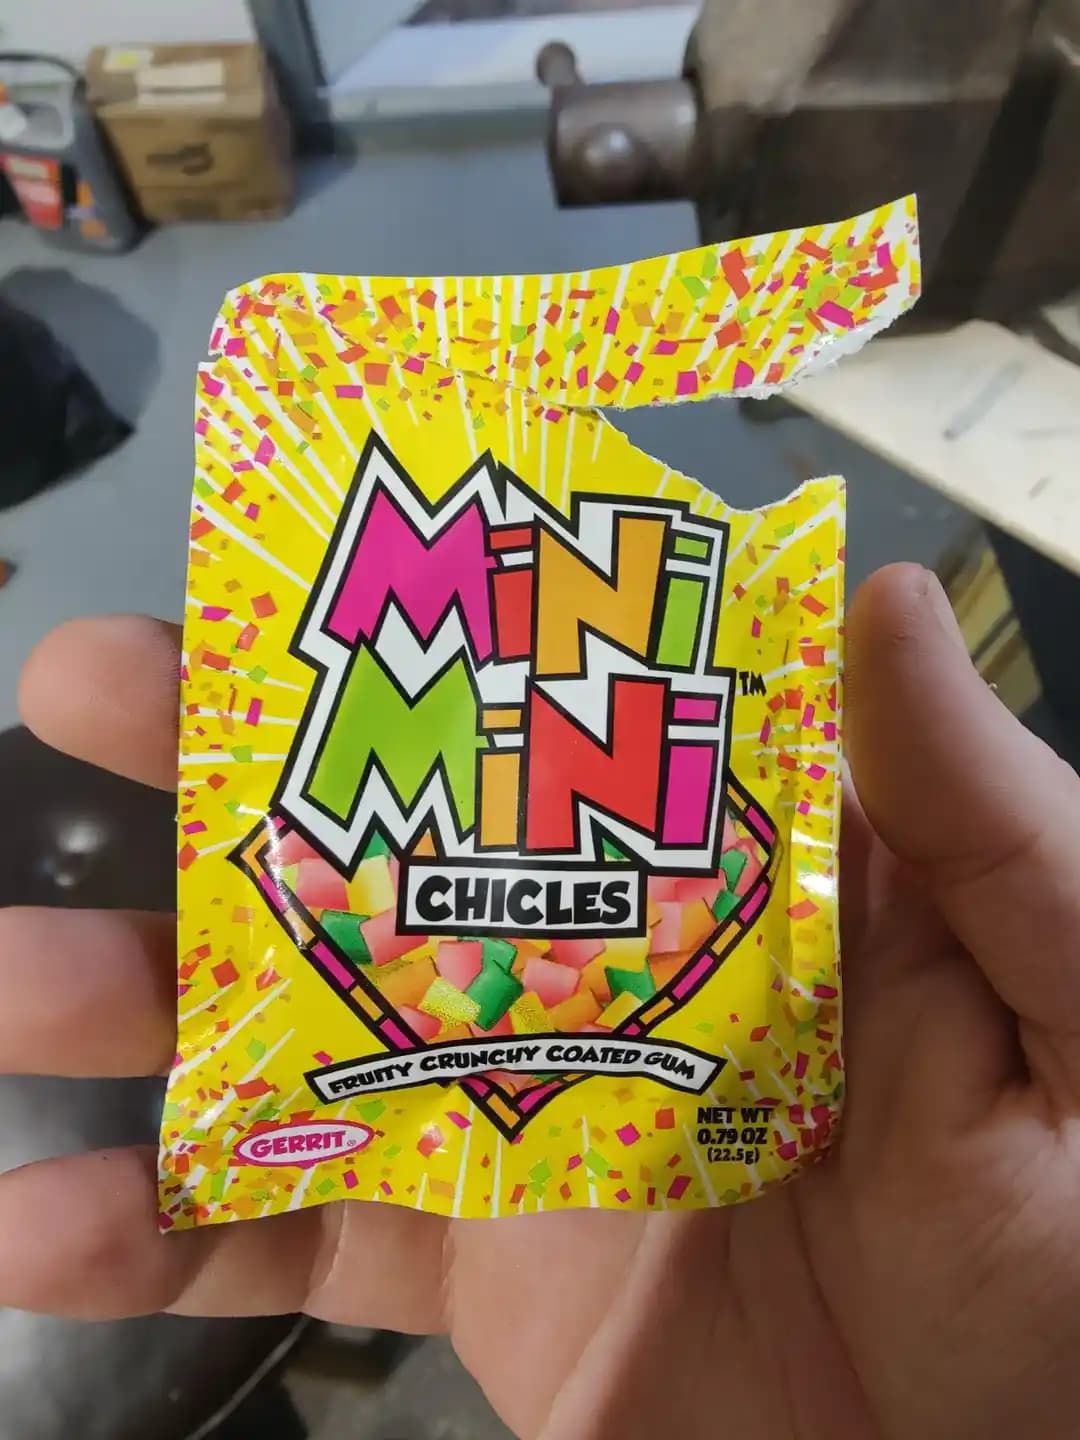 MiNi
MiNi
TM
CHICLES
FRUITY CRUNCHY COATED GUM
GERRIT®
NET WT
0.79 OZ
(22.5g)